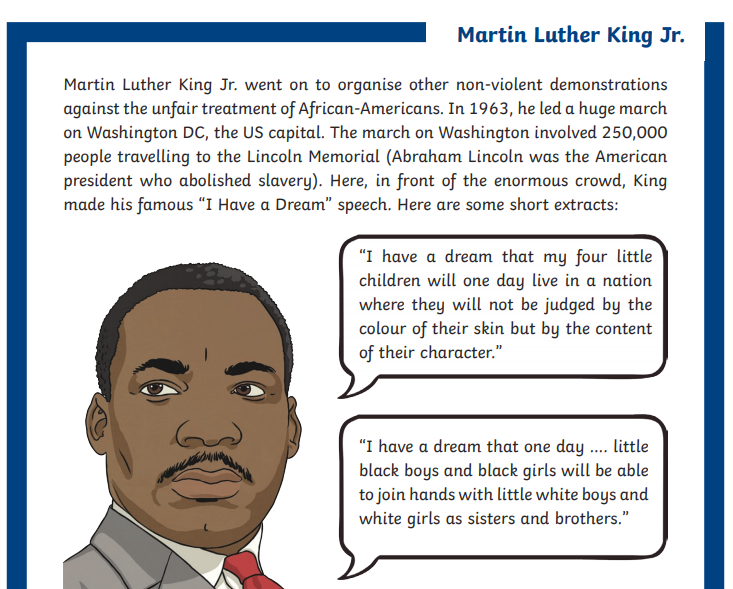 Martin Luther King Jr.
Martin Luther King Jr. went on to organise other non-violent demonstrations
against the unfair treatment of African-Americans. In 1963, he led a huge march
on Washington DC, the US capital. The march on Washington involved 250,000
people travelling to the Lincoln Memorial (Abraham Lincoln was the American
president who abolished slavery). Here, in front of the enormous crowd, King
made his famous “I Have a Dream” speech. Here are some short extracts:
“I have a dream that my four little
children will one day live in a nation
where they will not be judged by the
colour of their skin but by the content
of their character.”
“I have a dream that one day .... little
black boys and black girls will be able
to join hands with little white boys and
white girls as sisters and brothers.”